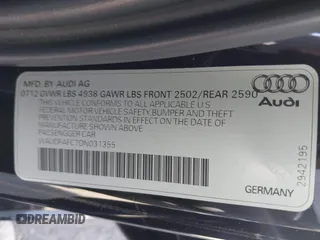 MFD. BY AUDI AG
07/12 GVWR LBS 4938 GAWR LBS FRONT 2502/REAR 2590
THIS VEHICLE CONFORMS TO ALL APPLICABLE U.S.
FEDERAL MOTOR VEHICLE SAFETY, BUMPER AND THEFT
PREVENTION STANDARDS IN EFFECT ON THE DATE OF
MANUFACTURE SHOWN ABOVE
PASSENGER CAR
WAUDFAFC7DN031355
Audi
2942195
GERMANY
DREAMBID